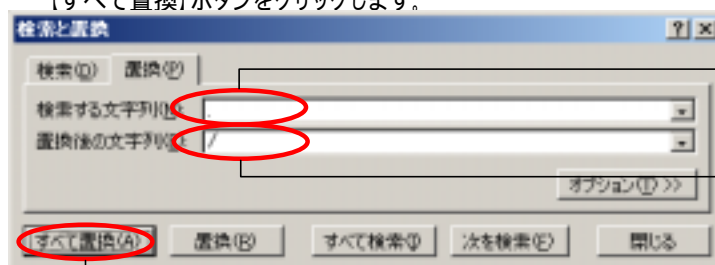 【すべて置換】ボタンをクリックします。
検索と置換
検索(D) 置換(P)
検索する文字列(N): .
置換後の文字列(E): /
オプション(T) >>
すべて置換(A) 置換(R) すべて検索(I) 次を検索(F) 閉じる